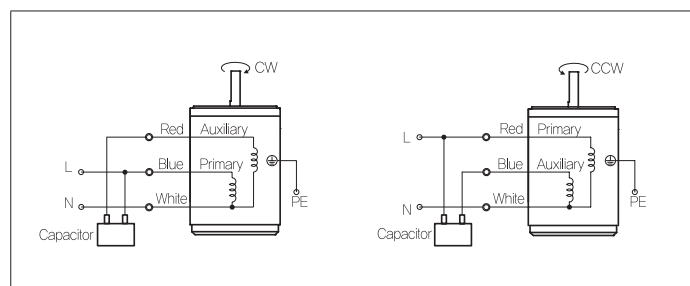 CW
Red Auxiliary
L Blue Primary
N White
PE
Capacitor
CCW
L Red Primary
Blue Auxiliary
N White
PE
Capacitor